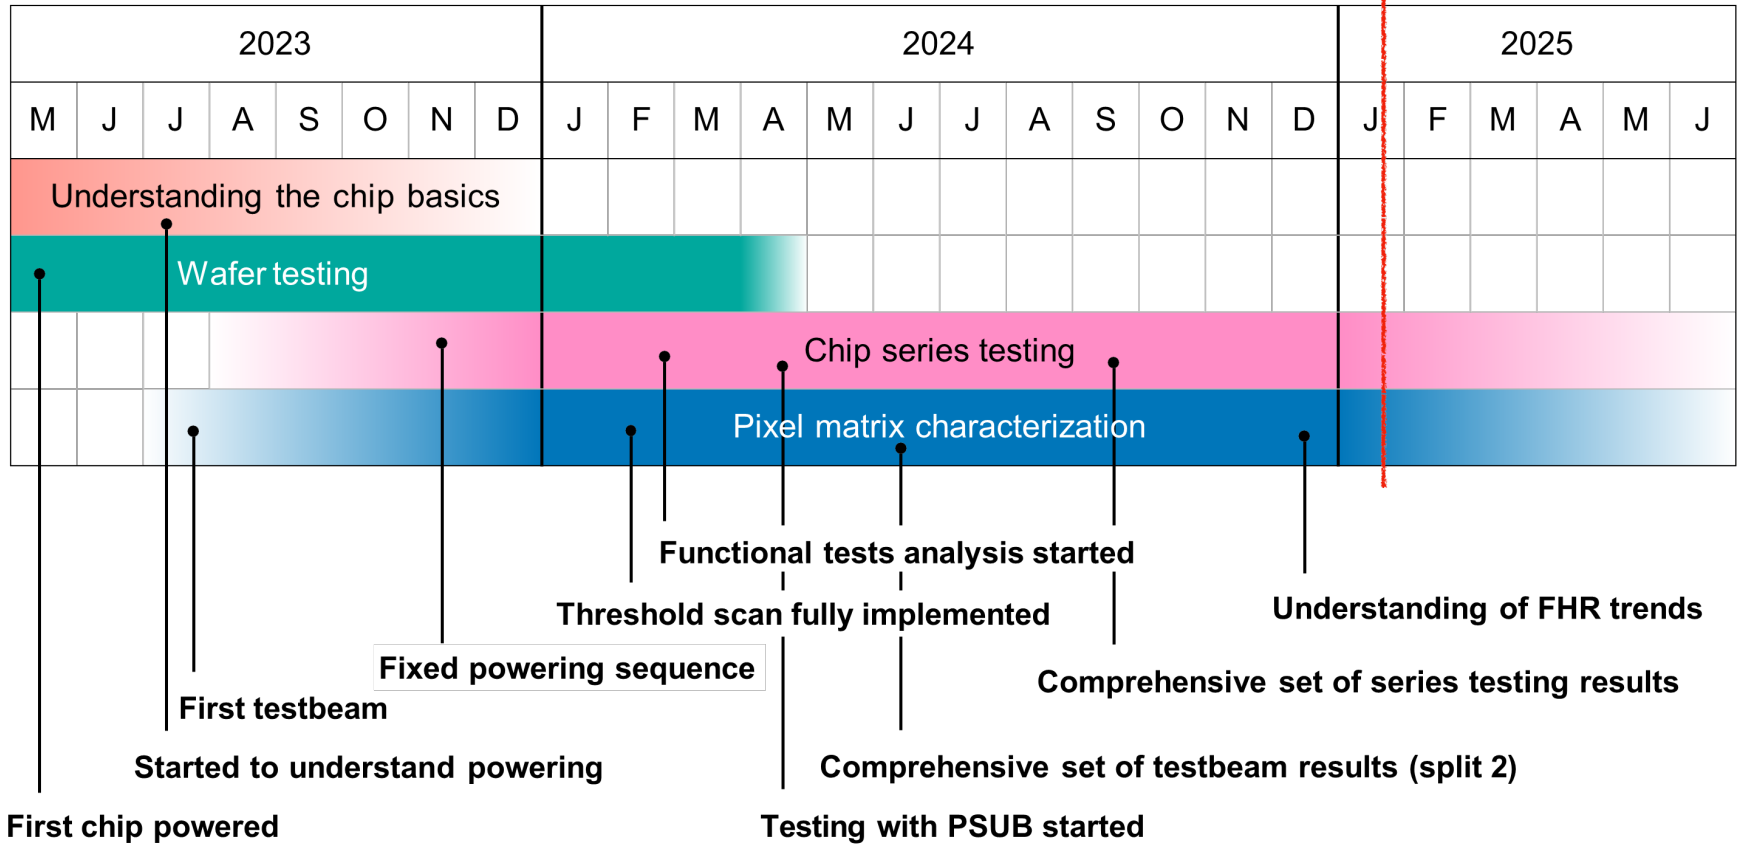 2023 2024 2025
M J J A S O N D J F M A M J J A S O N D J F M A M J
Understanding the chip basics
Wafer testing
Chip series testing
Pixel matrix characterization
Functional tests analysis started
Threshold scan fully implemented
Understanding of FHR trends
Fixed powering sequence
Comprehensive set of series testing results
First testbeam
Started to understand powering
Comprehensive set of testbeam results (split 2)
First chip powered
Testing with PSUB started